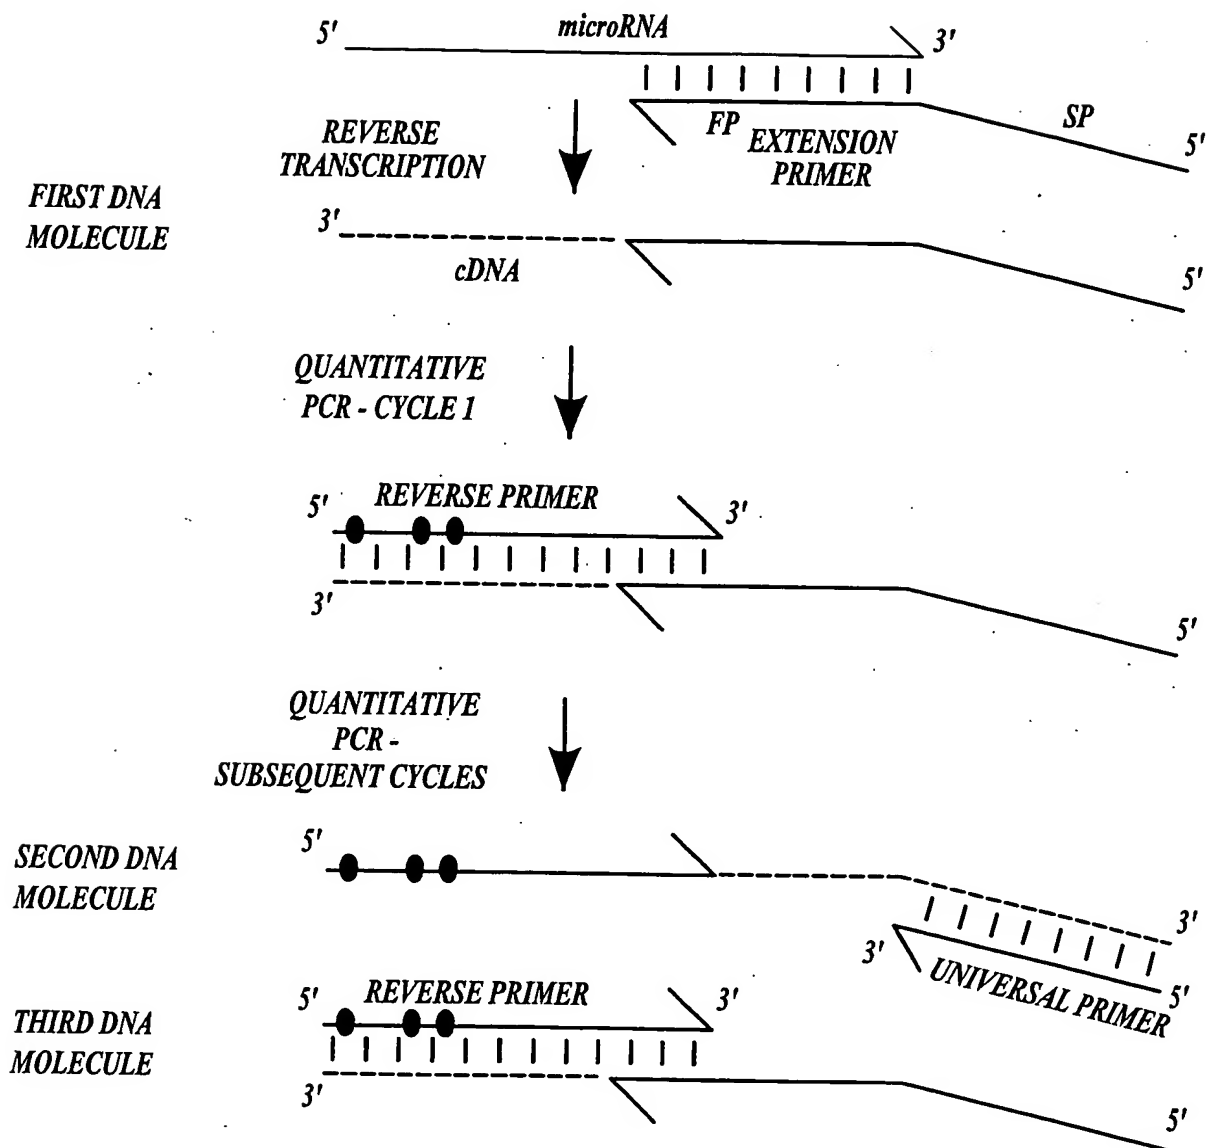 5' microRNA 3'
FP SP 5'
REVERSE
TRANSCRIPTION
EXTENSION
PRIMER
FIRST DNA
MOLECULE
3'
cDNA
5'
QUANTITATIVE
PCR - CYCLE 1
5' REVERSE PRIMER 3'
3'
5'
QUANTITATIVE
PCR -
SUBSEQUENT CYCLES
5'
SECOND DNA
MOLECULE
3'
3' UNIVERSAL PRIMER 5'
5' REVERSE PRIMER 3'
THIRD DNA
MOLECULE
3'
5'